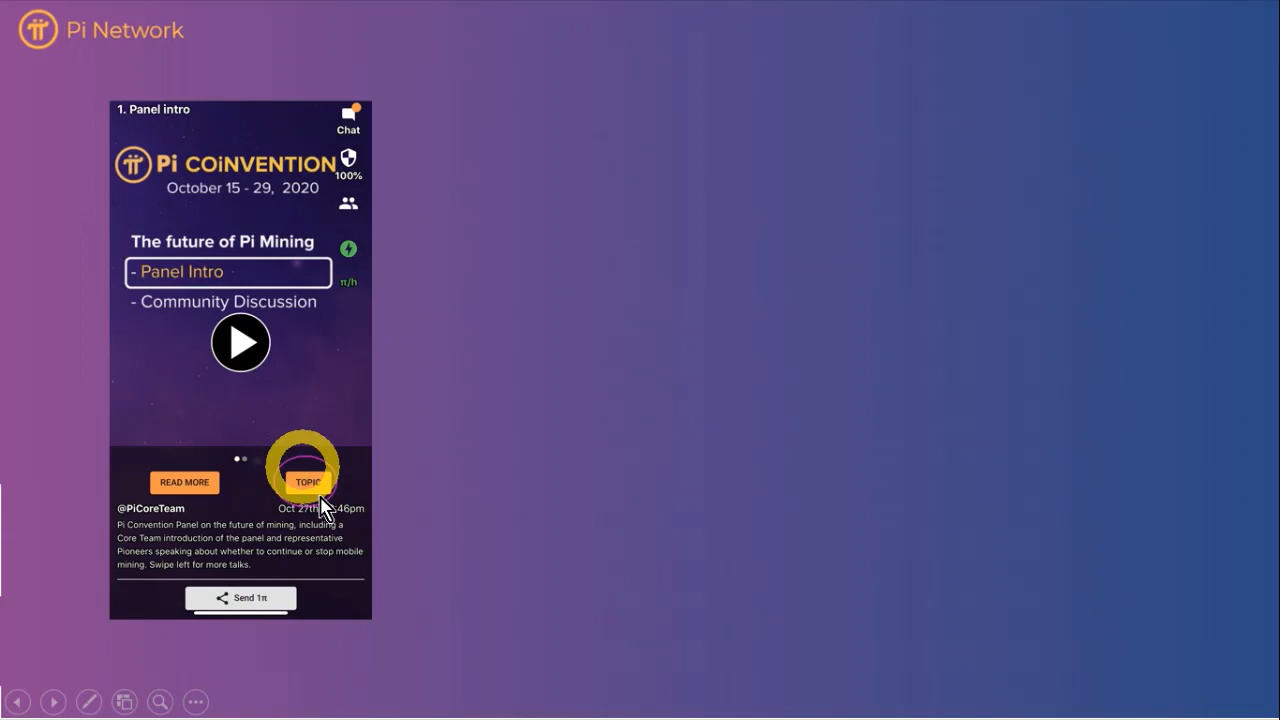 Pi Network
1. Panel intro
Chat
Pi COiNVENTION
100%
October 15 - 29, 2020
The future of Pi Mining
- Panel Intro
π/h
- Community Discussion
READ MORE
TOPIC
@PiCoreTeam
Oct 27th 46pm
Pi Convention Panel on the future of mining, including a
Core Team introduction of the panel and representative
Pioneers speaking about whether to continue or stop mobile
mining. Swipe left for more talks.
Send 1π